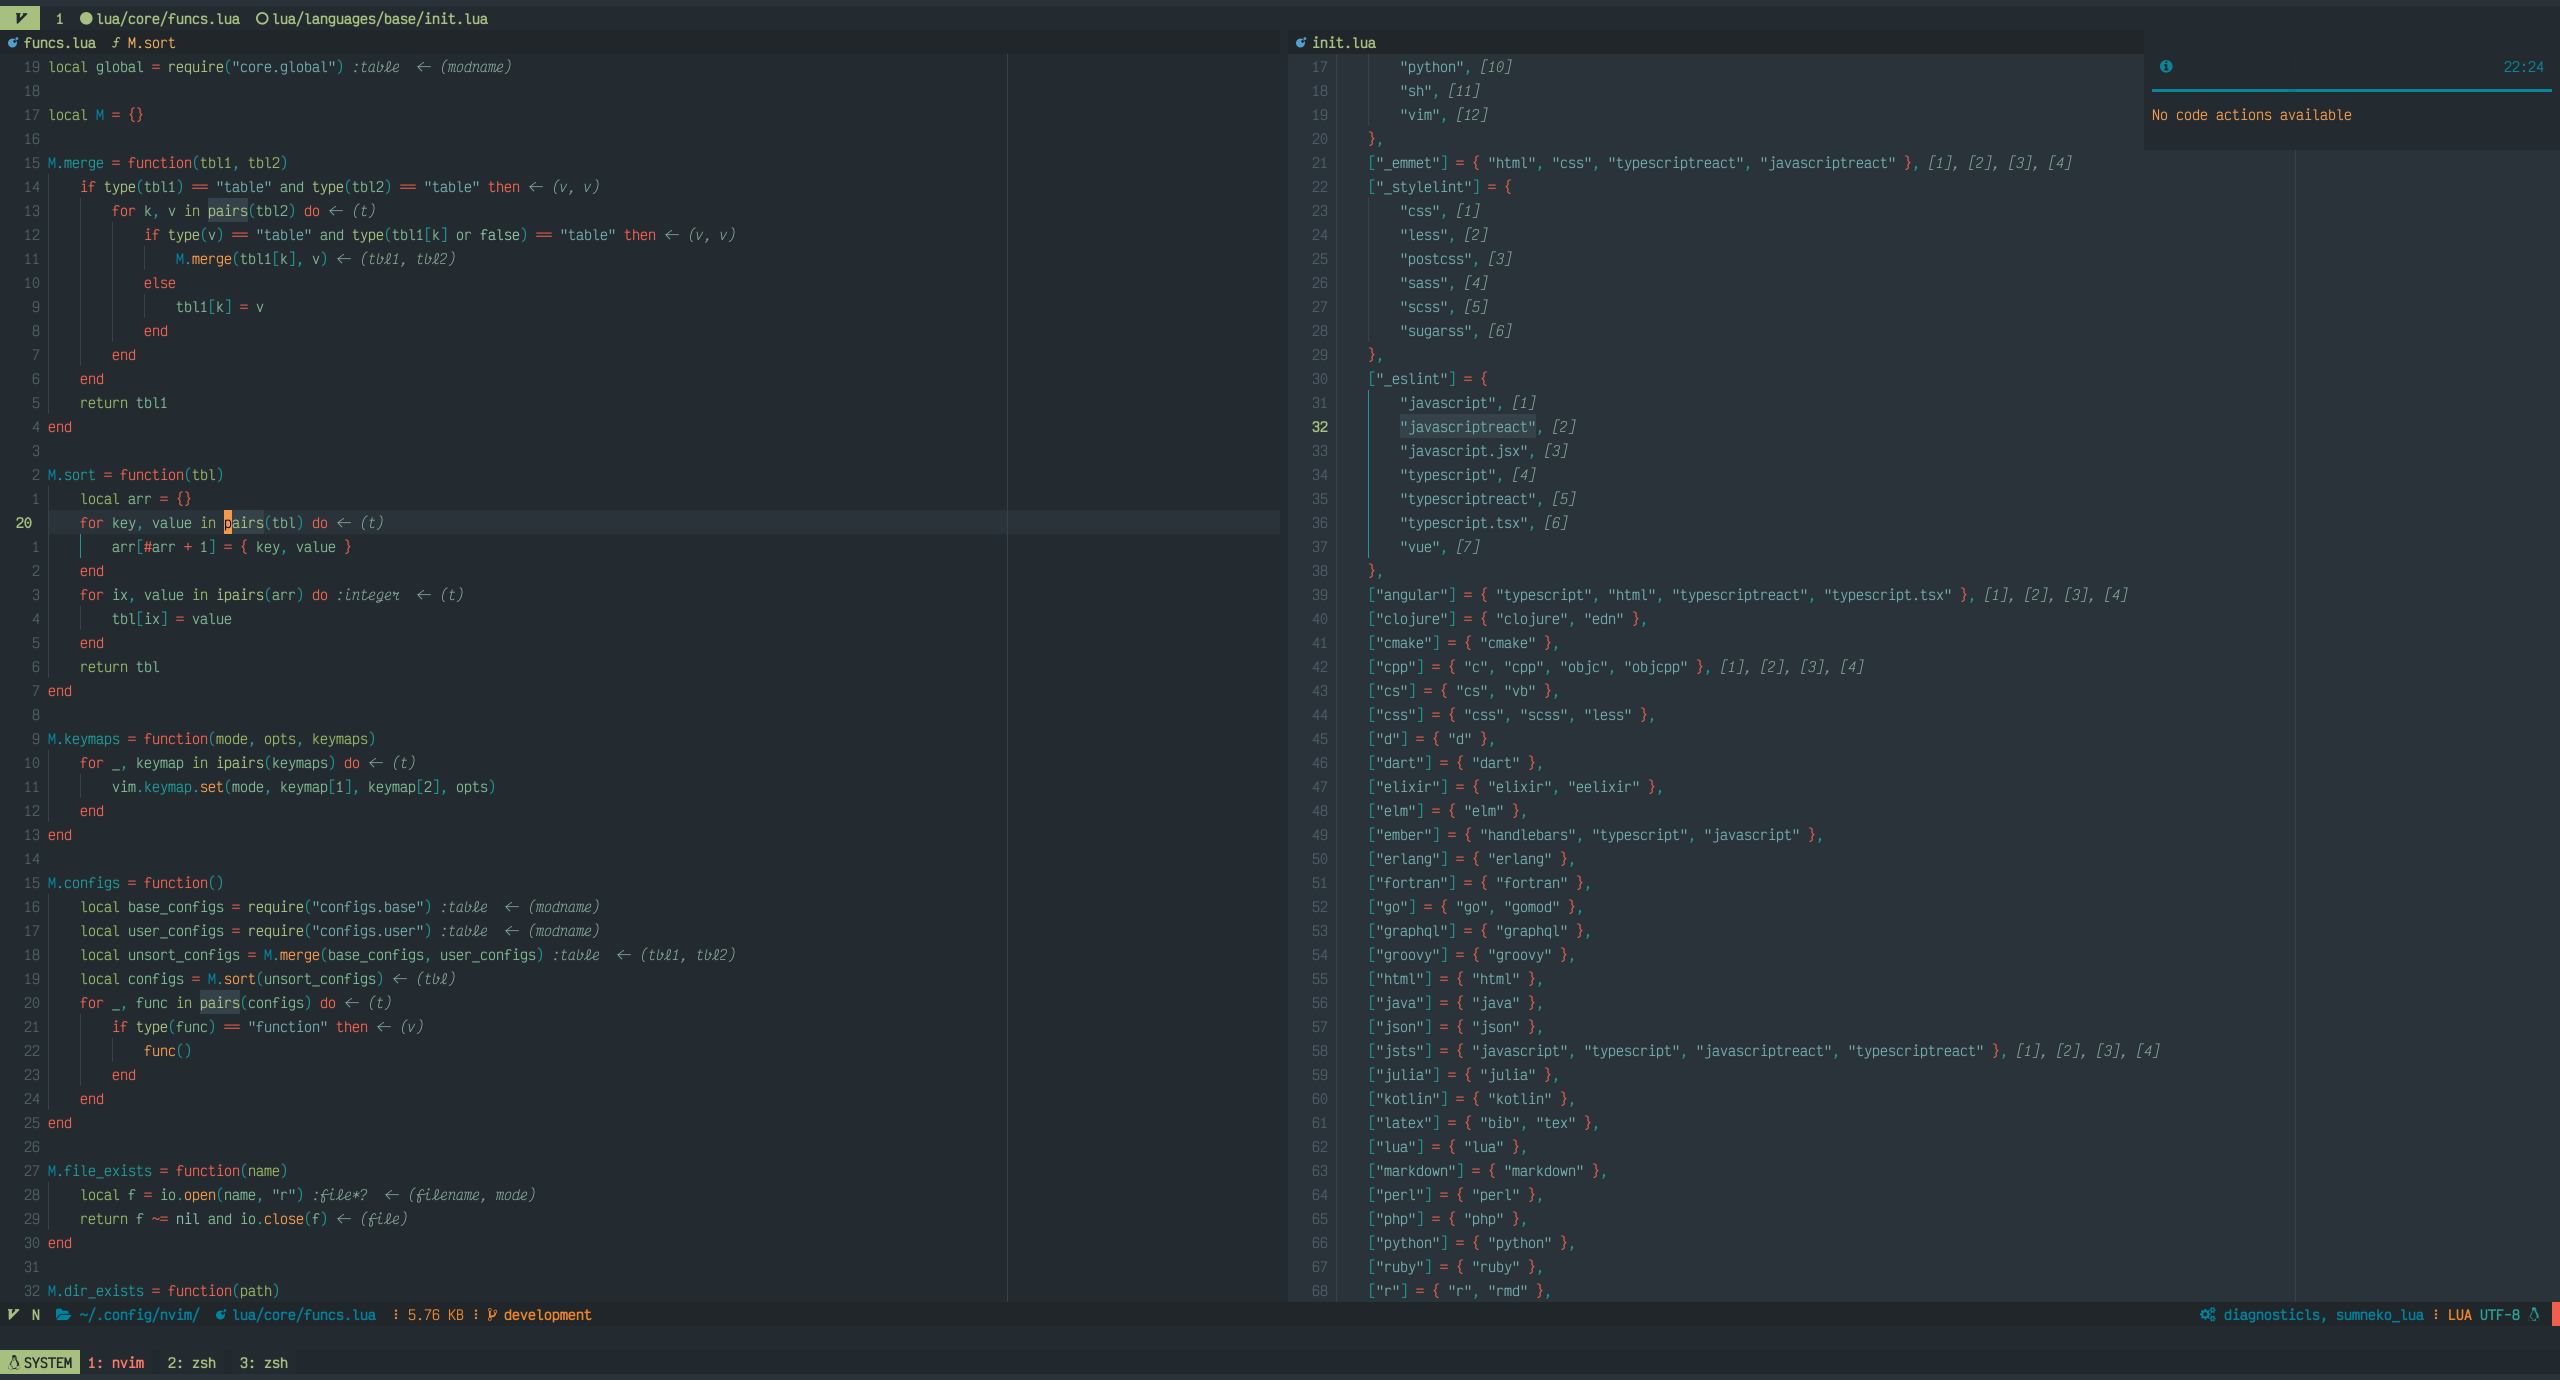 1 lua/core/funcs.lua lua/languages/base/init.lua
funcs.lua ƒ M.sort
19 local global = require("core.global") :table ← (modname)
18
17 local M = {}
16
15 M.merge = function(tbl1, tbl2)
14     if type(tbl1) == "table" and type(tbl2) == "table" then ← (v, v)
13         for k, v in pairs(tbl2) do ← (t)
12             if type(v) == "table" and type(tbl1[k] or false) == "table" then ← (v, v)
11                 M.merge(tbl1[k], v) ← (tbl1, tbl2)
10             else
9                 tbl1[k] = v
8             end
7         end
6     end
5     return tbl1
4 end
3
2 M.sort = function(tbl)
1     local arr = {}
20     for key, value in pairs(tbl) do ← (t)
1         arr[#arr + 1] = { key, value }
2     end
3     for ix, value in ipairs(arr) do :integer ← (t)
4         tbl[ix] = value
5     end
6     return tbl
7 end
8
9 M.keymaps = function(mode, opts, keymaps)
10     for _, keymap in ipairs(keymaps) do ← (t)
11         vim.keymap.set(mode, keymap[1], keymap[2], opts)
12     end
13 end
14
15 M.configs = function()
16     local base_configs = require("configs.base") :table ← (modname)
17     local user_configs = require("configs.user") :table ← (modname)
18     local unsort_configs = M.merge(base_configs, user_configs) :table ← (tbl1, tbl2)
19     local configs = M.sort(unsort_configs) ← (tbl)
20     for _, func in pairs(configs) do ← (t)
21         if type(func) == "function" then ← (v)
22             func()
23         end
24     end
25 end
26
27 M.file_exists = function(name)
28     local f = io.open(name, "r") :file*? ← (filename, mode)
29     return f ~= nil and io.close(f) ← (file)
30 end
31
32 M.dir_exists = function(path)
init.lua
17         "python", [10]
18         "sh", [11]
19         "vim", [12]
20     },
21     ["_emmet"] = { "html", "css", "typescriptreact", "javascriptreact" }, [1], [2], [3], [4]
22     ["_stylelint"] = {
23         "css", [1]
24         "less", [2]
25         "postcss", [3]
26         "sass", [4]
27         "scss", [5]
28         "sugarss", [6]
29     },
30     ["_eslint"] = {
31         "javascript", [1]
32         "javascriptreact", [2]
33         "javascript.jsx", [3]
34         "typescript", [4]
35         "typescriptreact", [5]
36         "typescript.tsx", [6]
37         "vue", [7]
38     },
39     ["angular"] = { "typescript", "html", "typescriptreact", "typescript.tsx" }, [1], [2], [3], [4]
40     ["clojure"] = { "clojure", "edn" },
41     ["cmake"] = { "cmake" },
42     ["cpp"] = { "c", "cpp", "objc", "objcpp" }, [1], [2], [3], [4]
43     ["cs"] = { "cs", "vb" },
44     ["css"] = { "css", "scss", "less" },
45     ["d"] = { "d" },
46     ["dart"] = { "dart" },
47     ["elixir"] = { "elixir", "eelixir" },
48     ["elm"] = { "elm" },
49     ["ember"] = { "handlebars", "typescript", "javascript" },
50     ["erlang"] = { "erlang" },
51     ["fortran"] = { "fortran" },
52     ["go"] = { "go", "gomod" },
53     ["graphql"] = { "graphql" },
54     ["groovy"] = { "groovy" },
55     ["html"] = { "html" },
56     ["java"] = { "java" },
57     ["json"] = { "json" },
58     ["jsts"] = { "javascript", "typescript", "javascriptreact", "typescriptreact" }, [1], [2], [3], [4]
59     ["julia"] = { "julia" },
60     ["kotlin"] = { "kotlin" },
61     ["latex"] = { "bib", "tex" },
62     ["lua"] = { "lua" },
63     ["markdown"] = { "markdown" },
64     ["perl"] = { "perl" },
65     ["php"] = { "php" },
66     ["python"] = { "python" },
67     ["ruby"] = { "ruby" },
68     ["r"] = { "r", "rmd" },
22:24
No code actions available
N ~/.config/nvim/ lua/core/funcs.lua ⁝ 5.76 KB ⁝ development diagnosticls, sumneko_lua ⁝ LUA UTF-8
SYSTEM 1: nvim 2: zsh 3: zsh